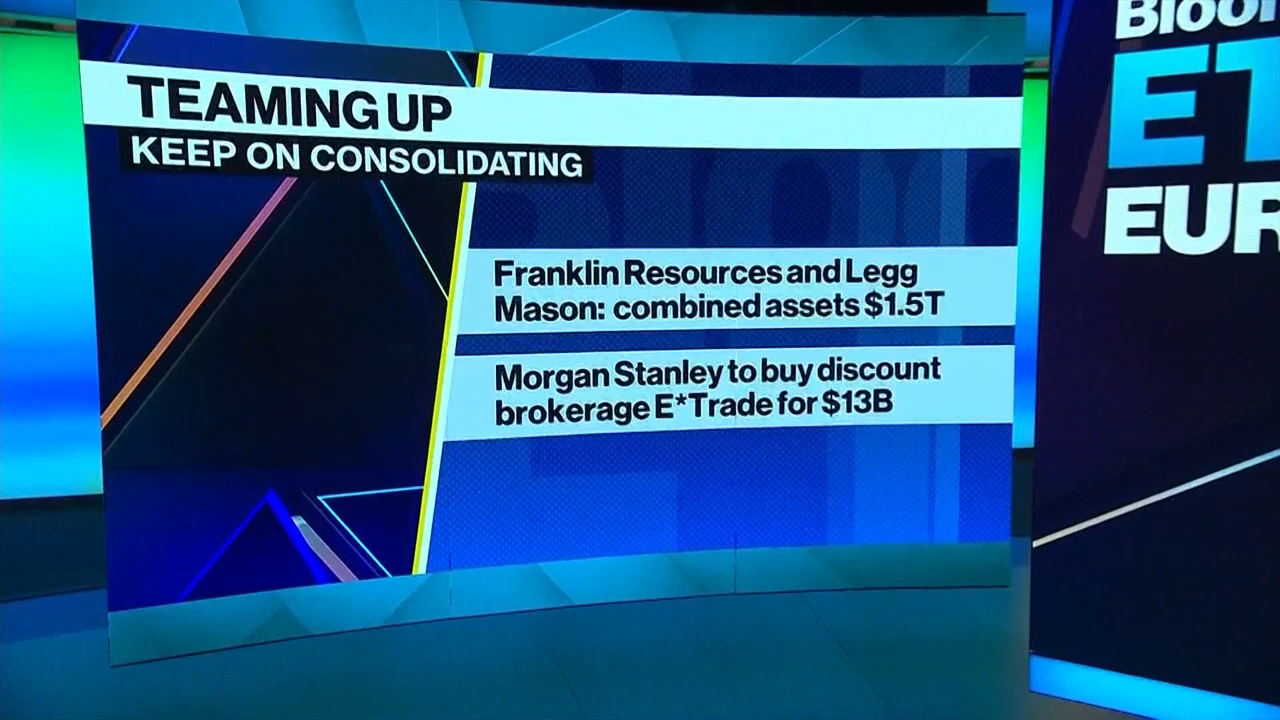 TEAMING UP
KEEP ON CONSOLIDATING
Franklin Resources and Legg
Mason: combined assets $1.5T
Morgan Stanley to buy discount
brokerage E*Trade for $13B